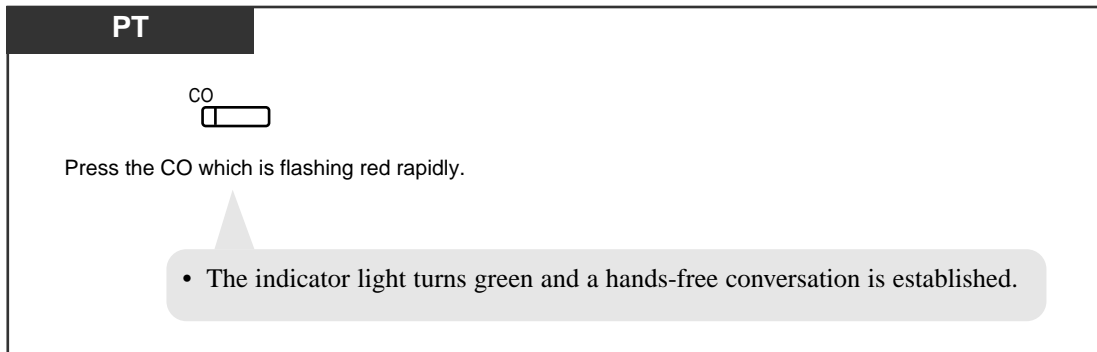 PT
CO
Press the CO which is flashing red rapidly.
• The indicator light turns green and a hands-free conversation is established.